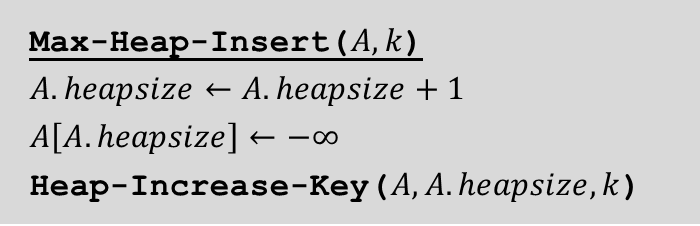 Max-Heap-Insert(A, k)
A. heapsize ← A. heapsize + 1
A[A. heapsize] ← −∞
Heap-Increase-Key(A, A. heapsize, k)